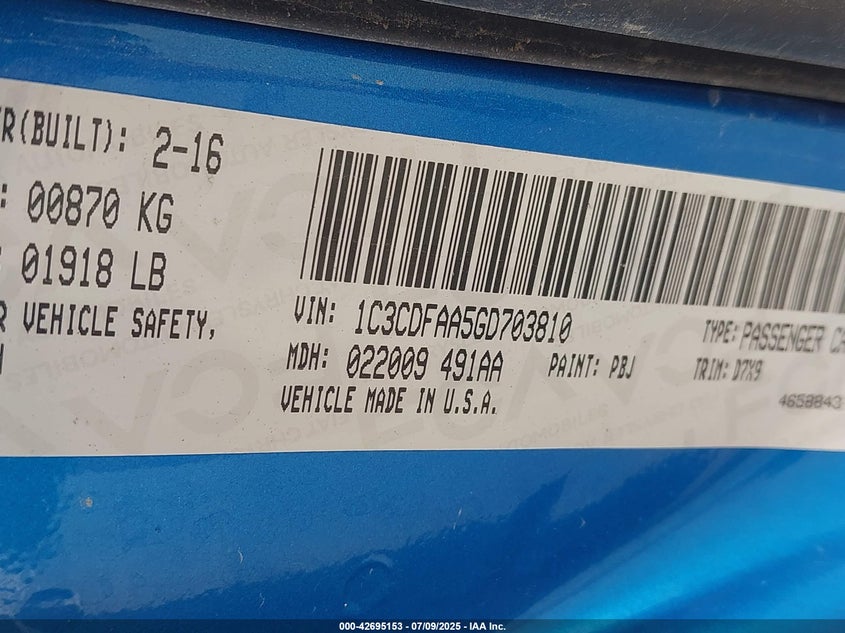 R(BUILT): 2-16
: 00870 KG
: 01918 LB
R VEHICLE SAFETY,
VIN: 1C3CDFAA5GD703810
TYPE: PASSENGER CA
MDH: 022009 491AA
PAINT: PBJ
TRIM: D7X9
VEHICLE MADE IN U.S.A.
4658843
000-42695153 - 07/09/2025 - IAA Inc.